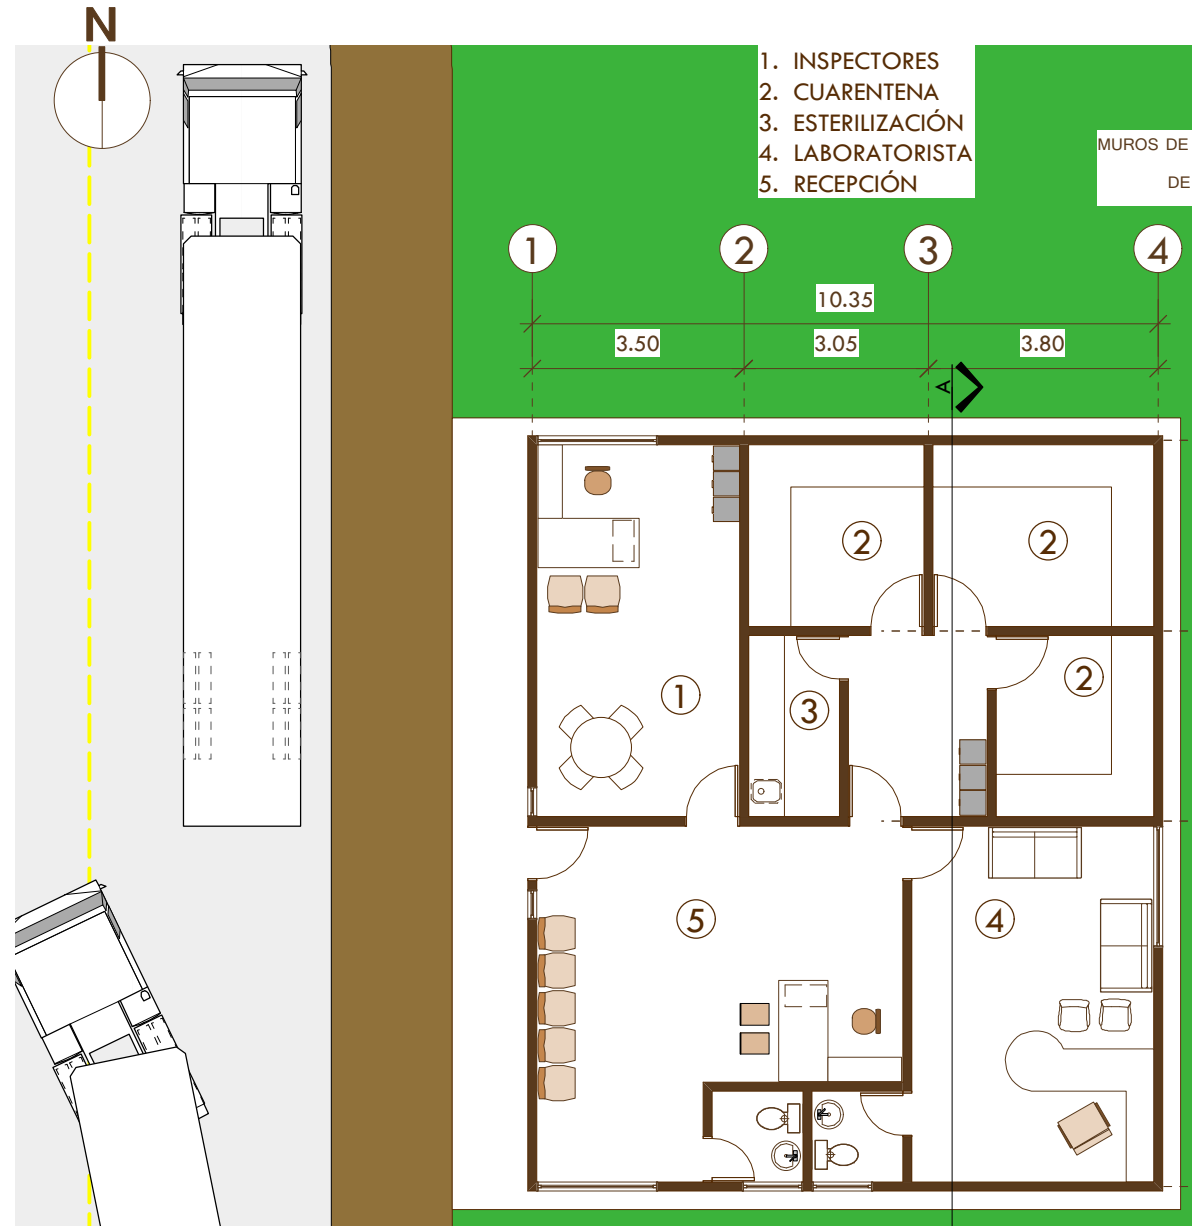 N
1. INSPECTORES
2. CUARENTENA
3. ESTERILIZACIÓN
4. LABORATORISTA
5. RECEPCIÓN
MUROS DE
DE
1 2 3 4
10.35
3.50 3.05 3.80
A
2 2
2
1 3
5 4